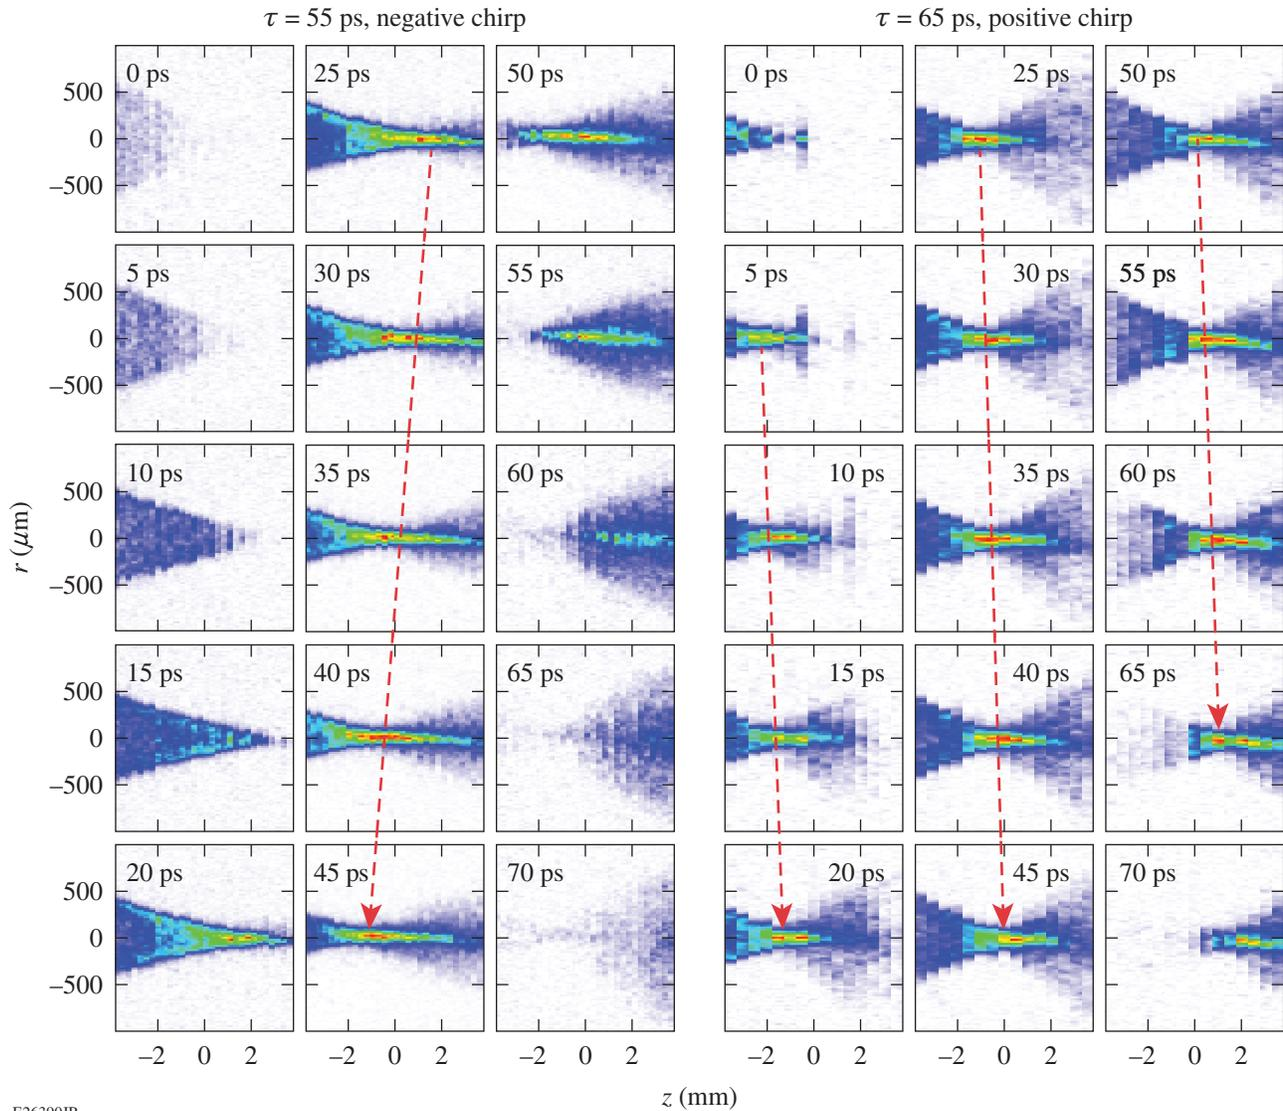 τ = 55 ps, negative chirp
τ = 65 ps, positive chirp
0 ps 25 ps 50 ps 0 ps 25 ps 50 ps
500
0
−500
5 ps 30 ps 55 ps 5 ps 30 ps 55 ps
500
0
−500
10 ps 35 ps 60 ps 10 ps 35 ps 60 ps
500
0
−500
15 ps 40 ps 65 ps 15 ps 40 ps 65 ps
500
0
−500
20 ps 45 ps 70 ps 20 ps 45 ps 70 ps
500
0
−500
r (μm)
−2 0 2 −2 0 2 −2 0 2 −2 0 2 −2 0 2 −2 0 2
z (mm)